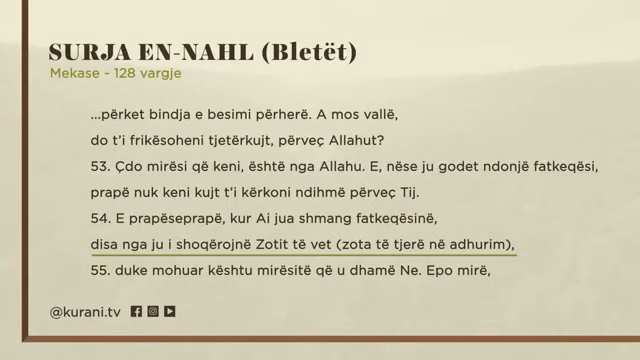 SURJA EN-NAHL (Bletët)
Mekase - 128 vargje
...përket bindja e besimi përherë. A mos vallë,
do t'i frikësoheni tjetërkujt, përveç Allahut?
53. Çdo mirësi që keni, është nga Allahu. E, nëse ju godet ndonjë fatkeqësi,
prapë nuk keni kujt t'i kërkoni ndihmë përveç Tij.
54. E prapëseprapë, kur Ai jua shmang fatkeqësinë,
disa nga ju i shoqërojnë Zotit të vet (zota të tjerë në adhurim),
55. duke mohuar kështu mirësitë që u dhamë Ne. Epo mirë,
@kurani.tv